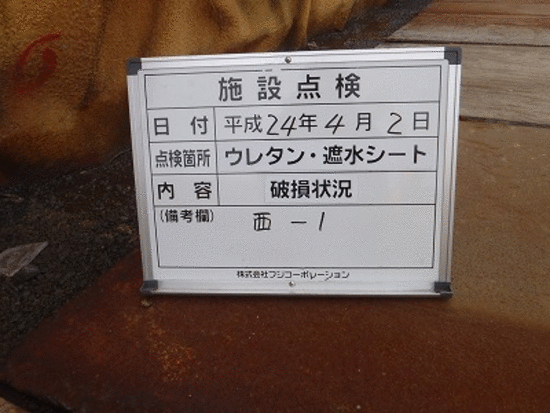 施設点検
日付 平成24年4月2日
点検箇所 ウレタン・遮水シート
内容 破損状況
(備考欄) 西-1
株式会社フジコーポレーション